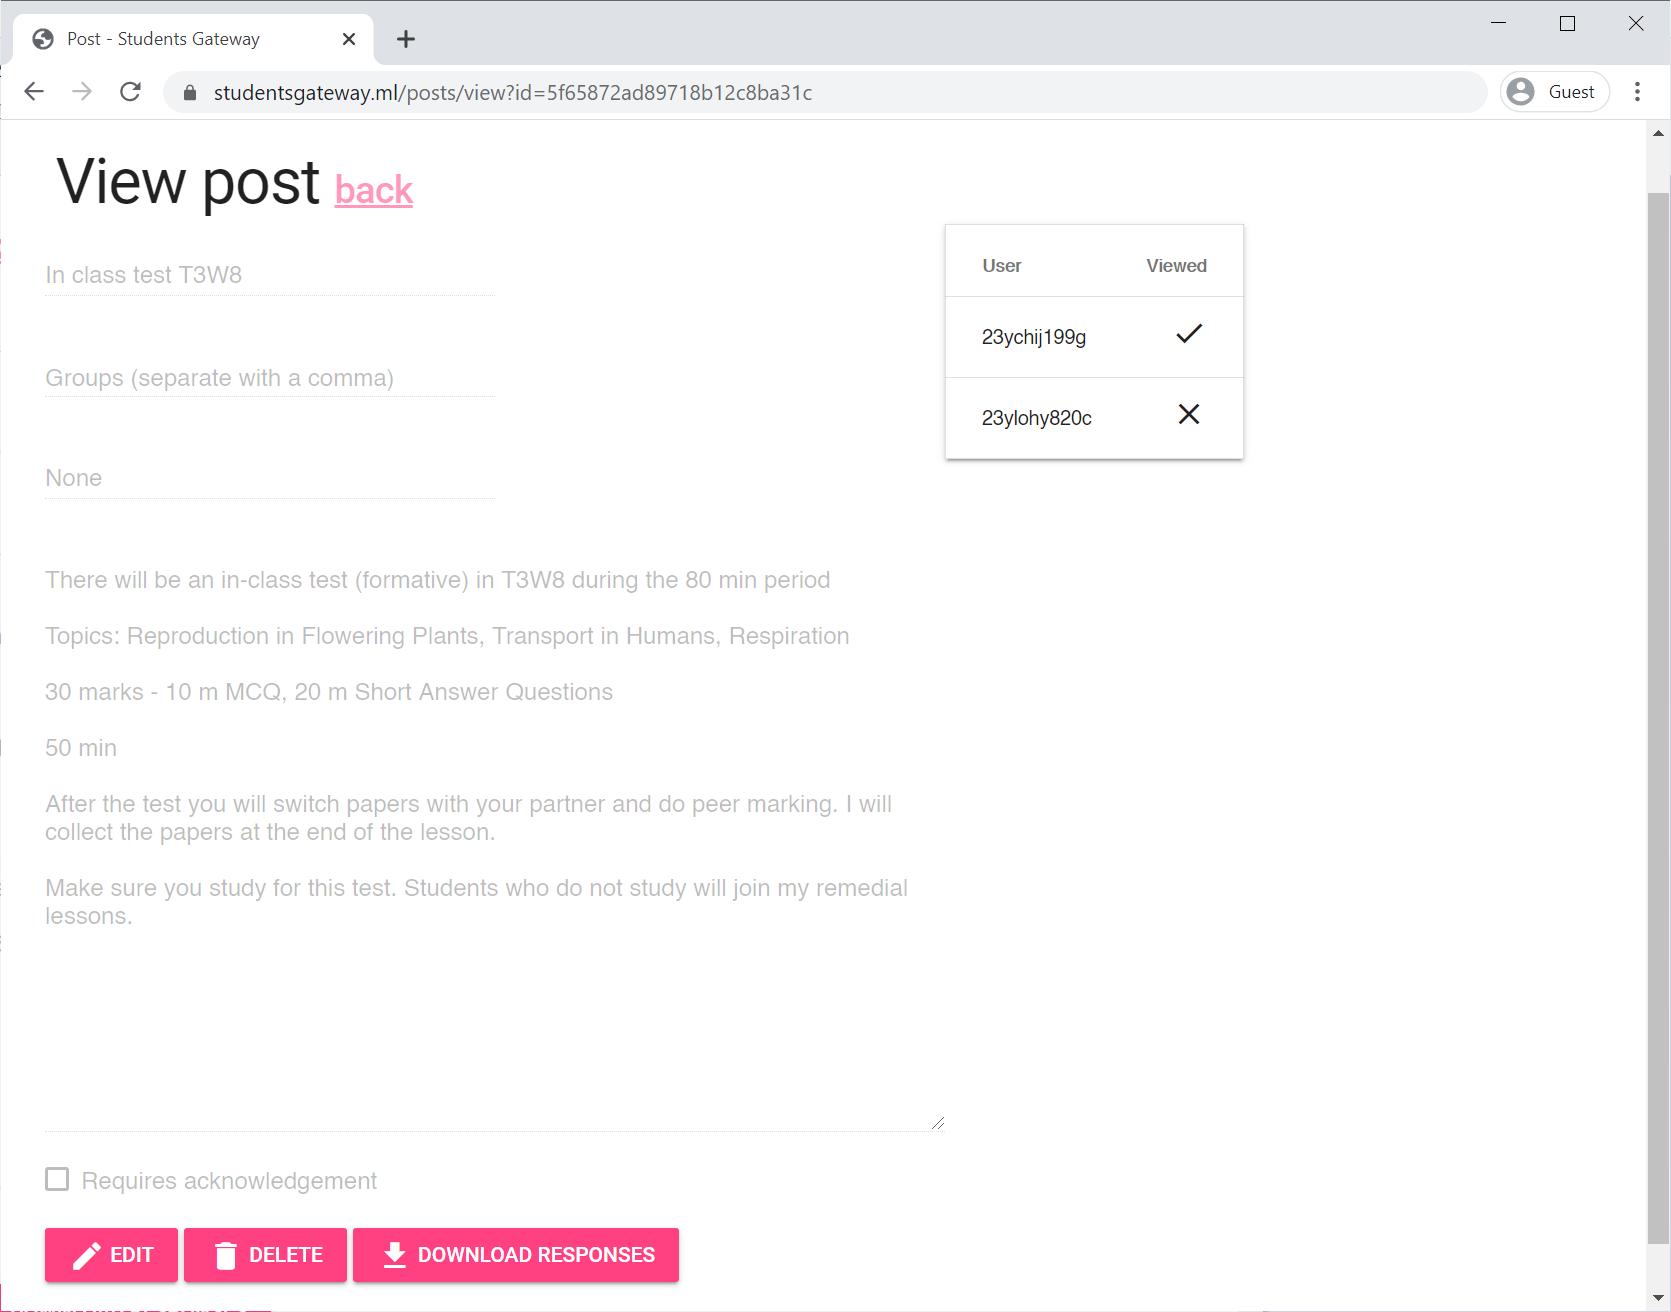 Post - Students Gateway
studentsgateway.ml/posts/view?id=5f65872ad89718b12c8ba31c
Guest
View post back
In class test T3W8
Groups (separate with a comma)
None
There will be an in-class test (formative) in T3W8 during the 80 min period
Topics: Reproduction in Flowering Plants, Transport in Humans, Respiration
30 marks - 10 m MCQ, 20 m Short Answer Questions
50 min
After the test you will switch papers with your partner and do peer marking. I will
collect the papers at the end of the lesson.
Make sure you study for this test. Students who do not study will join my remedial
lessons.
Requires acknowledgement
EDIT DELETE DOWNLOAD RESPONSES
User Viewed
23ychij199g
23ylohy820c